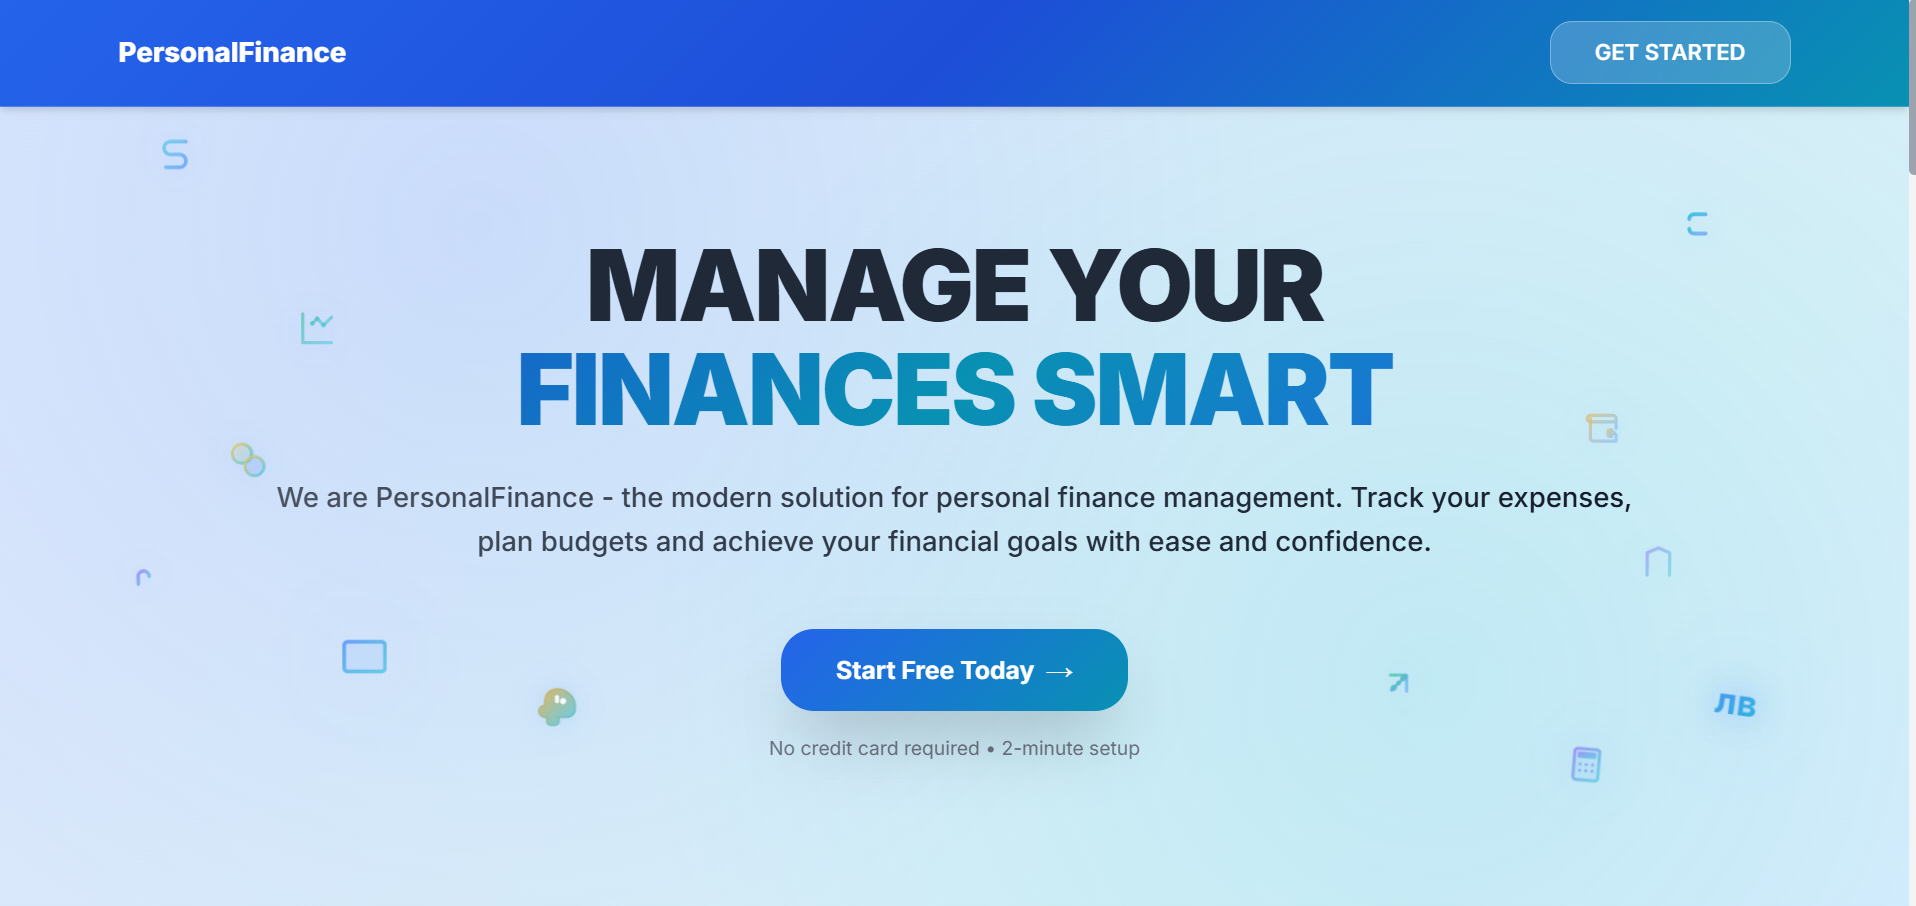 PersonalFinance
GET STARTED
MANAGE YOUR
FINANCES SMART
We are PersonalFinance - the modern solution for personal finance management. Track your expenses,
plan budgets and achieve your financial goals with ease and confidence.
Start Free Today →
No credit card required • 2-minute setup
лв